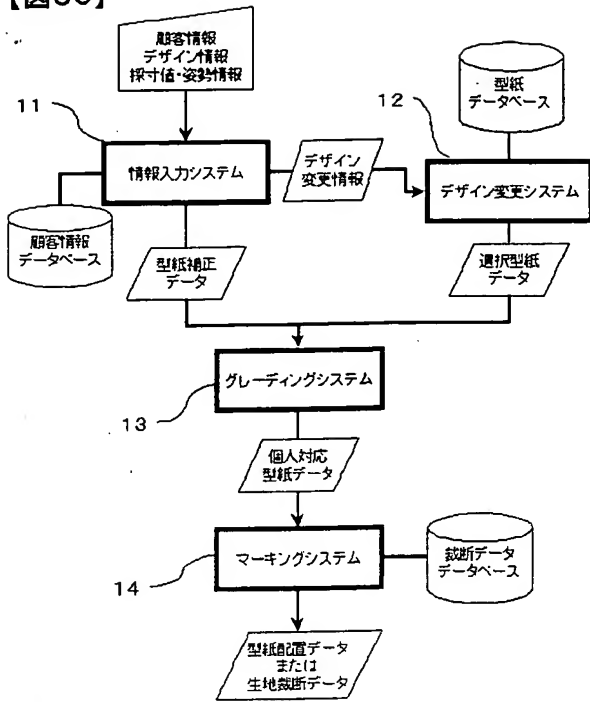 顧客情報
デザイン情報
採寸値・姿勢情報
11
情報入力システム
デザイン
変更情報
12
型紙
データベース
デザイン変更システム
顧客情報
データベース
型紙補正
データ
選択型紙
データ
グレーディングシステム
13
個人対応
型紙データ
マーキングシステム
14
裁断データ
データベース
型紙配置データ
または
生地裁断データ